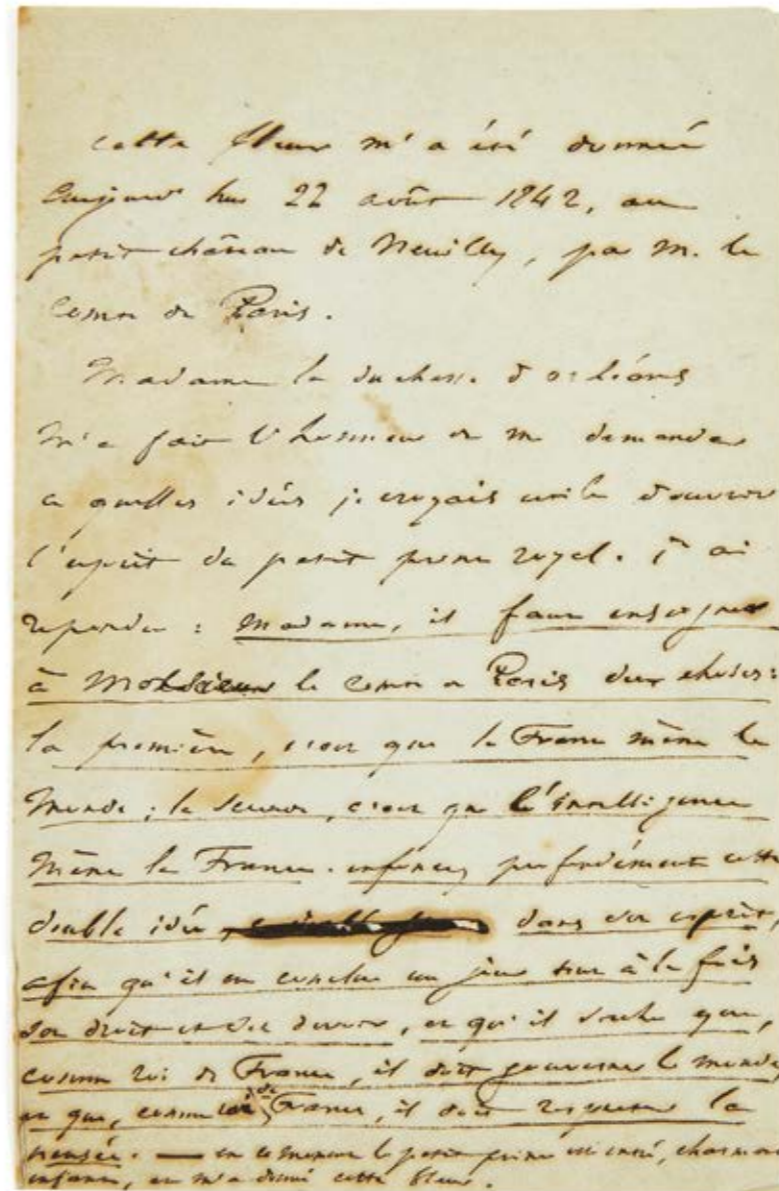 cette fleur m'a été donnée
aujourd'hui 22 août 1842, au
petit château de Neuilly, par M. le
comte de Paris.
Madame la duchesse d'orléans
m'a fait l'honneur de me demander
à quelles idées je croyais utile d'ouvrir
l'esprit du petit prince royal. j'ai
répondu : Madame, il faut enseigner
à Monsieur le comte de Paris deux choses :
la première, c'est que la France mène le
monde ; la seconde, c'est que l'intelligence
mène la France. enfoncez profondément cette
double idée dans son esprit,
afin qu'il en conclue un jour tout à la fois
son droit et son devoir, et qu'il sache que,
comme roi de France, il doit gouverner le monde,
et que, comme roi de France, il doit respecter la
pensée. — en ce moment le petit prince est entré, charmant
enfant, et m'a donné cette fleur.